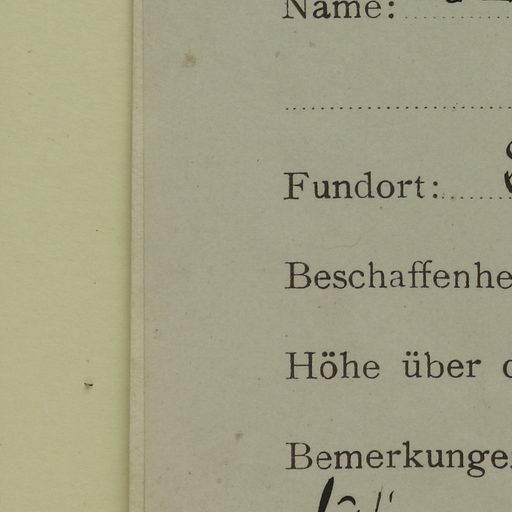 Name:
Fundort:
Beschaffenhe
Höhe über
Bemerkunge